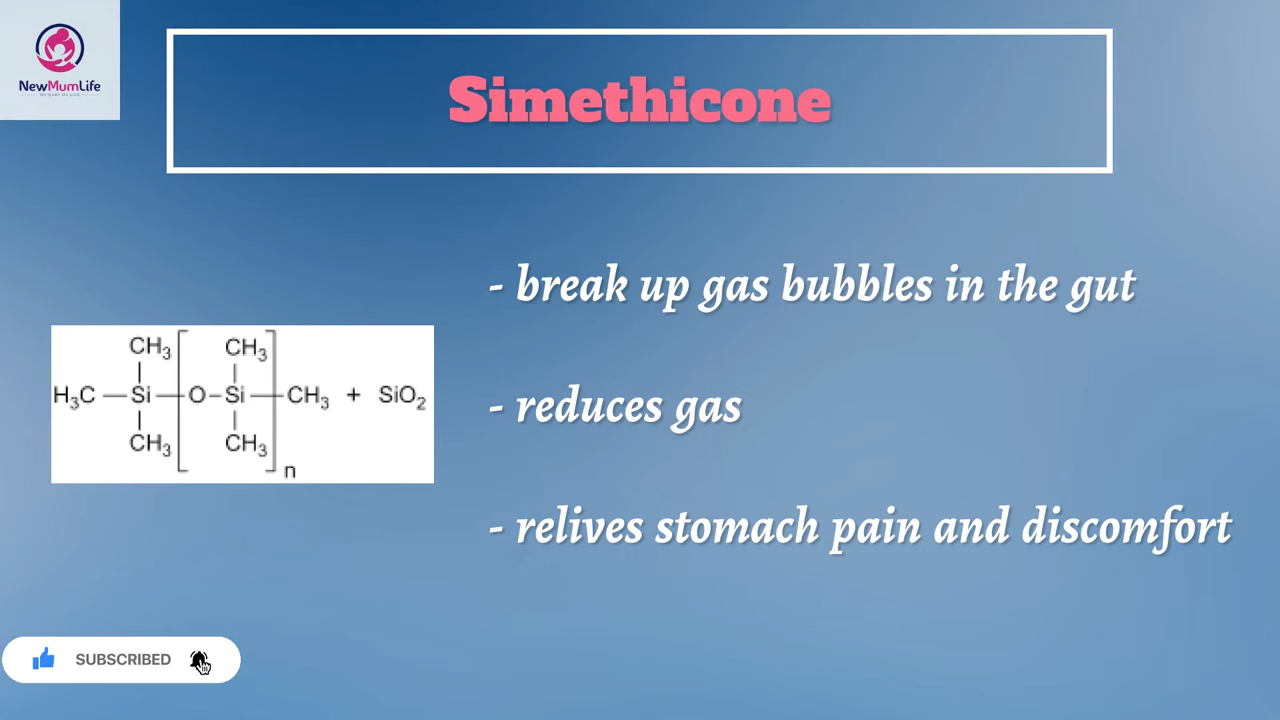 NewMumLife
Simethicone
- break up gas bubbles in the gut
- reduces gas
- relives stomach pain and discomfort
CH₃ CH₃
H₃C Si O Si CH₃ + SiO₂
CH₃ CH₃
n
SUBSCRIBED